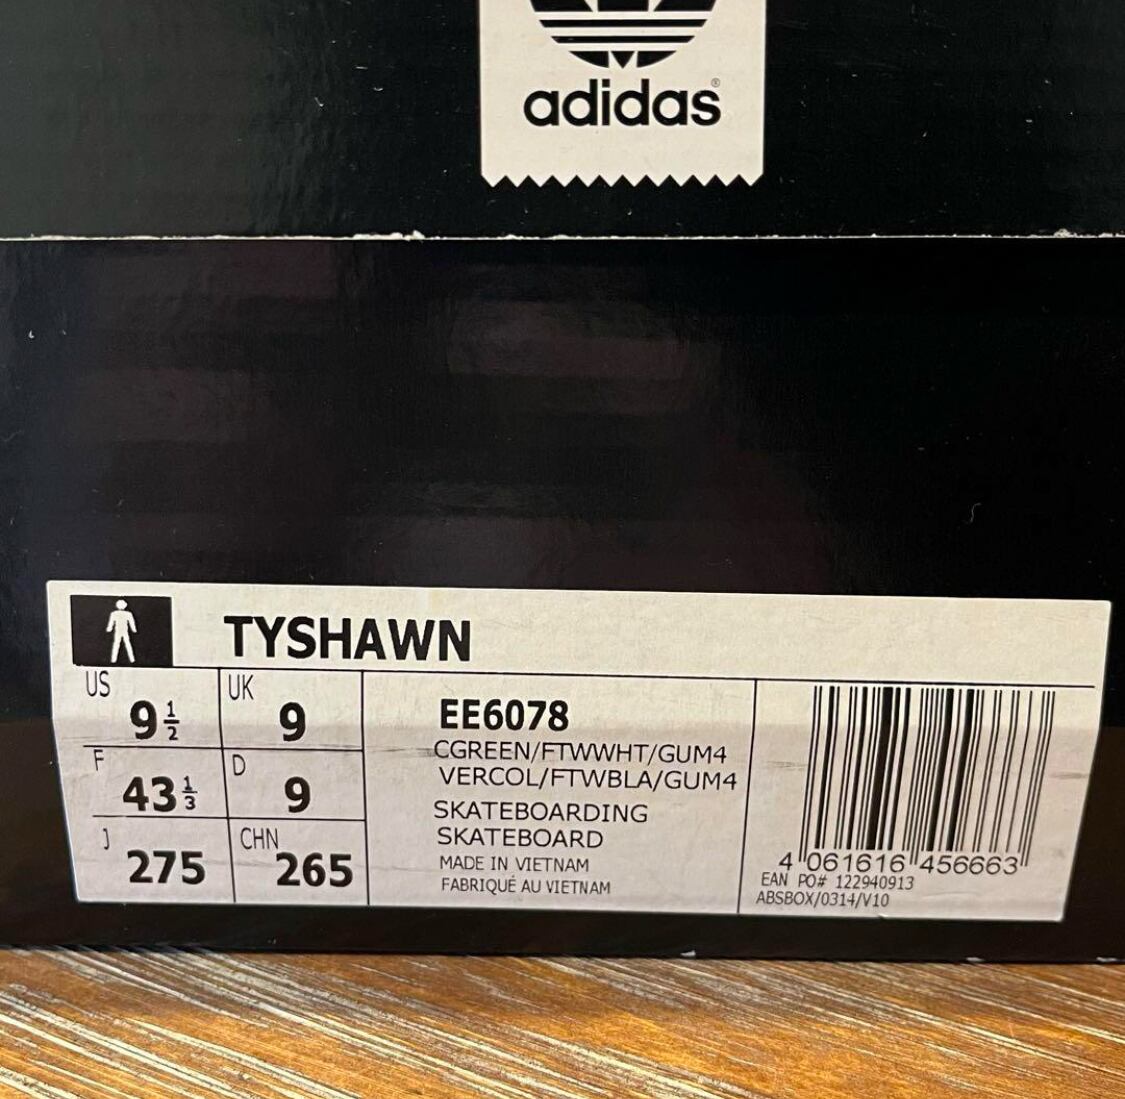 adidas®
TYSHAWN
US 9 1/2
UK 9
F 43 1/3
D 9
J 275
CHN 265
EE6078
CGREEN/FTWWHT/GUM4
VERCOL/FTWBLA/GUM4
SKATEBOARDING
SKATEBOARD
MADE IN VIETNAM
FABRIQUÉ AU VIETNAM
4 061616 456663
EAN PO# 122940913
ABSBOX/0314/V10